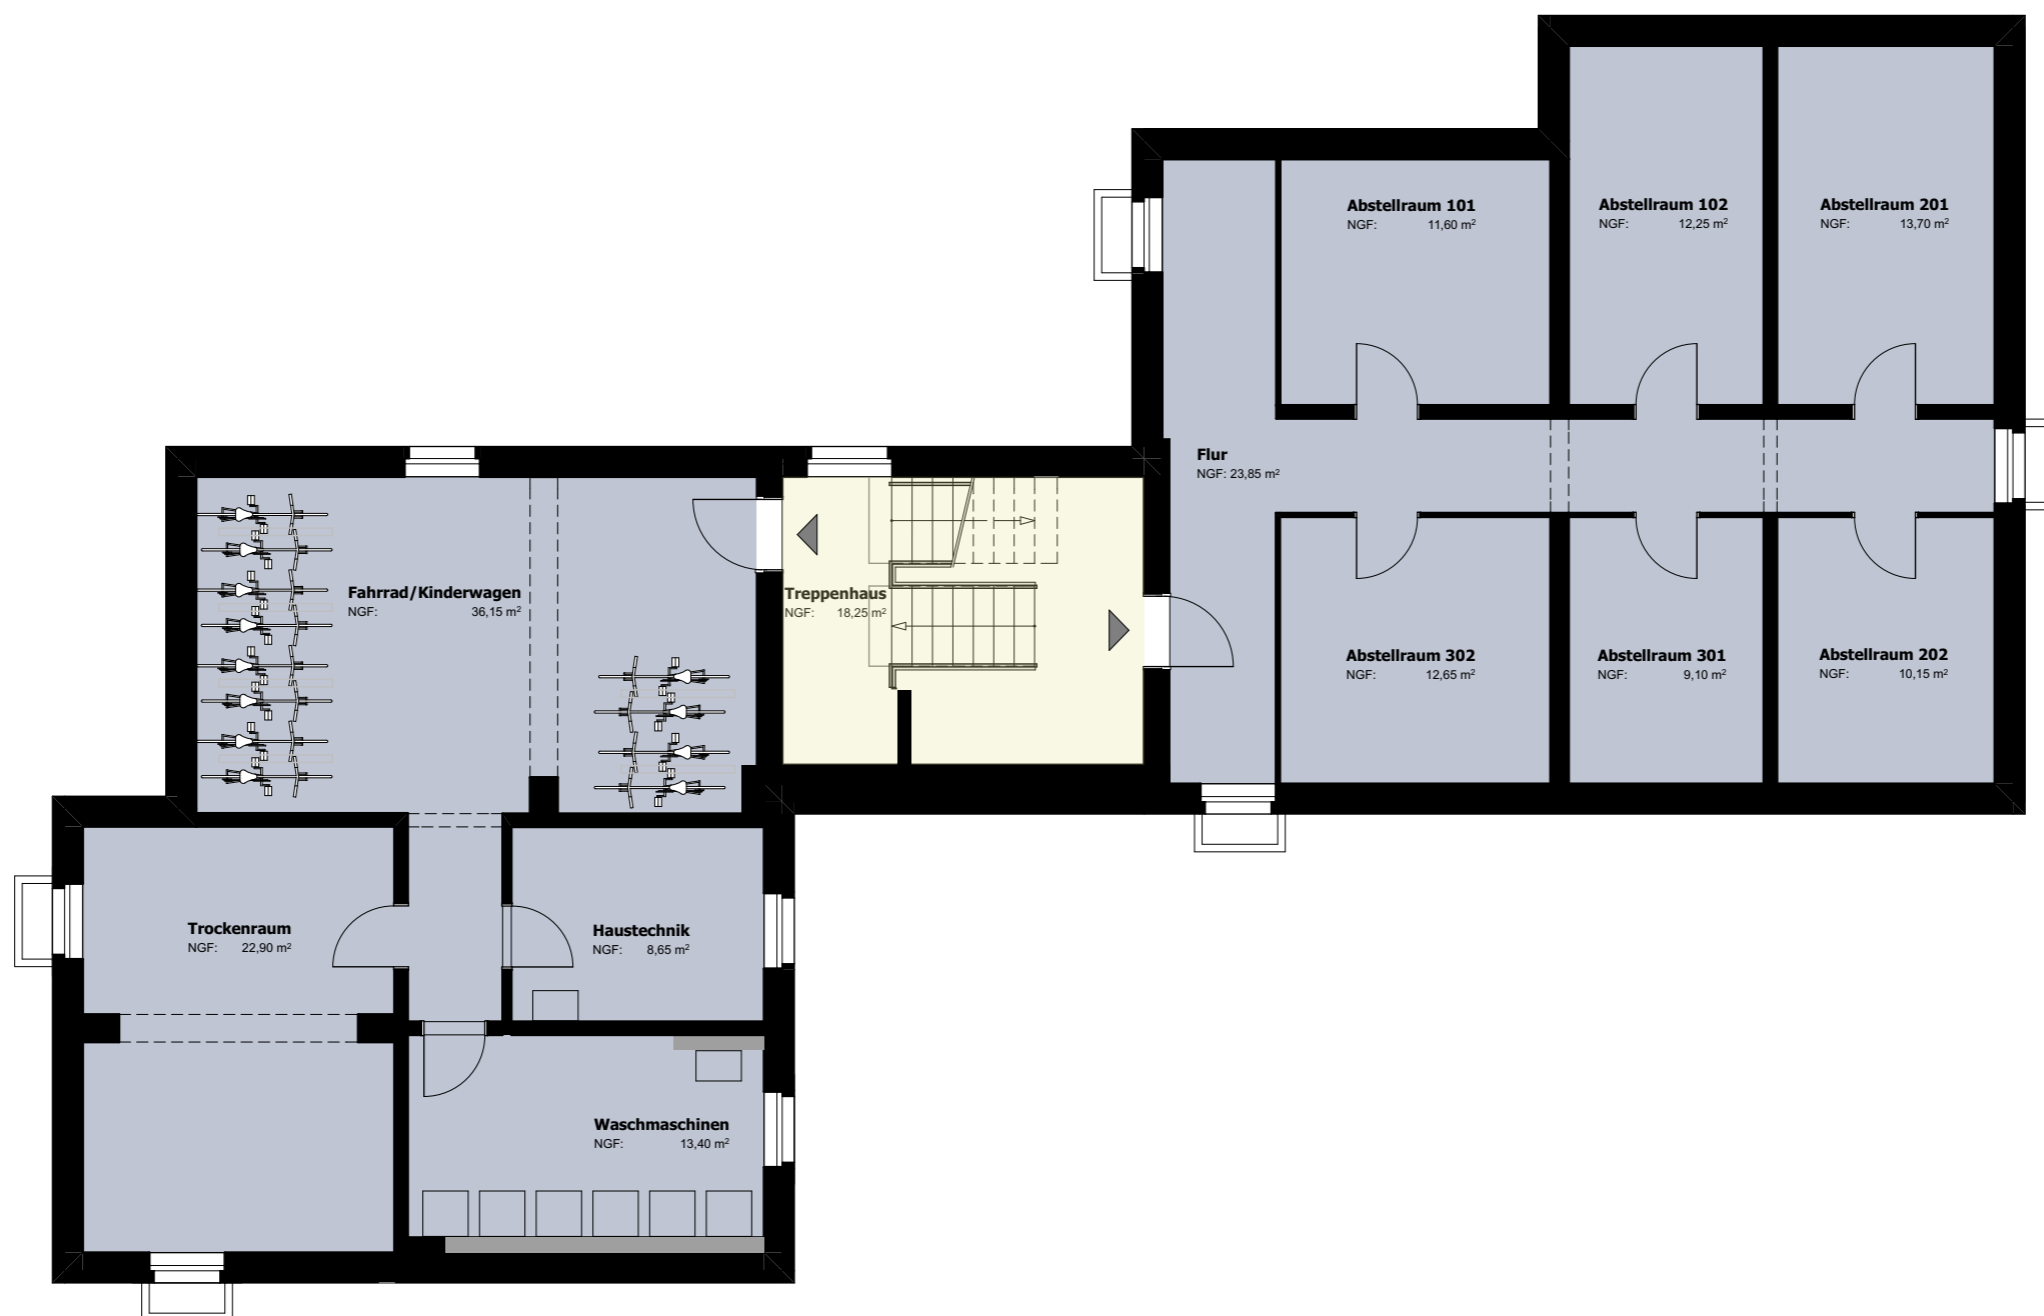 Abstellraum 101
NGF: 11,60 m²
Abstellraum 102
NGF: 12,25 m²
Abstellraum 201
NGF: 13,70 m²
Flur
NGF: 23,85 m²
Fahrrad/Kinderwagen
NGF: 36,15 m²
Treppenhaus
NGF: 18,25 m²
Abstellraum 302
NGF: 12,65 m²
Abstellraum 301
NGF: 9,10 m²
Abstellraum 202
NGF: 10,15 m²
Trockenraum
NGF: 22,90 m²
Haustechnik
NGF: 8,65 m²
Waschmaschinen
NGF: 13,40 m²